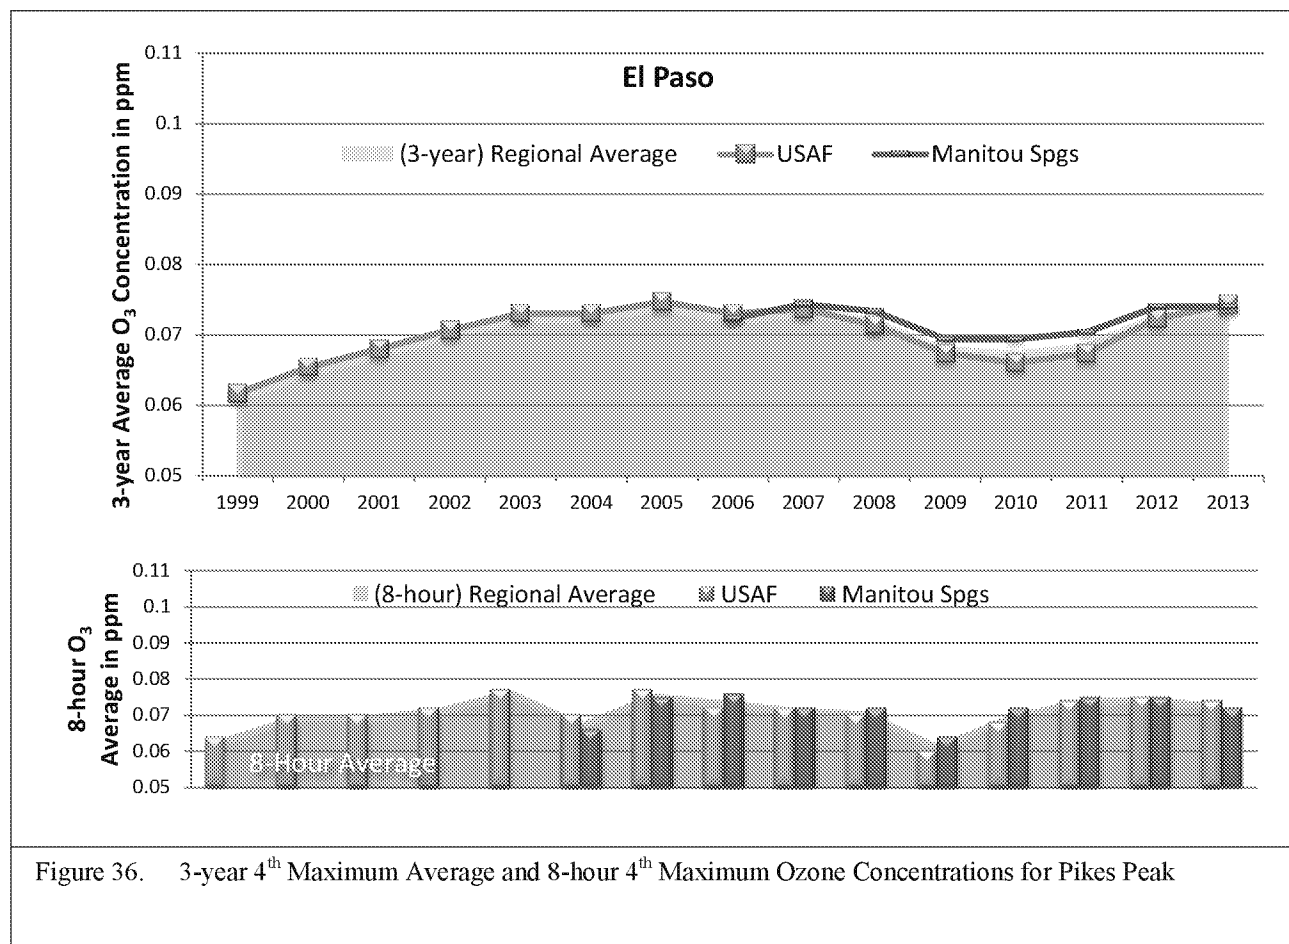 El Paso
3-year Average O3 Concentration in ppm
0.11
0.1
0.09
0.08
0.07
0.06
0.05
(3-year) Regional Average USAF Manitou Spgs
1999 2000 2001 2002 2003 2004 2005 2006 2007 2008 2009 2010 2011 2012 2013
8-hour O3
Average in ppm
0.11
0.1
0.09
0.08
0.07
0.06
0.05
(8-hour) Regional Average USAF Manitou Spgs
8-Hour Average
Figure 36. 3-year 4th Maximum Average and 8-hour 4th Maximum Ozone Concentrations for Pikes Peak